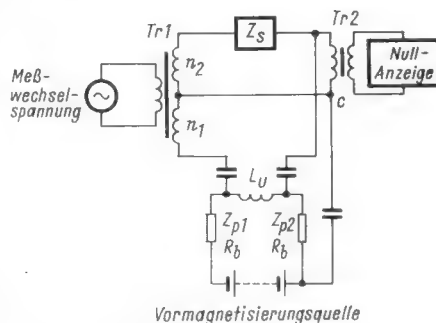 Tr1
Z_s
Tr2
Null-
Anzeige
Meß-
wechsel-
spannung
~
n_2
n_1
c
L_U
Z_p1
R_b
Z_p2
R_b
Vormagnetisierungsquelle